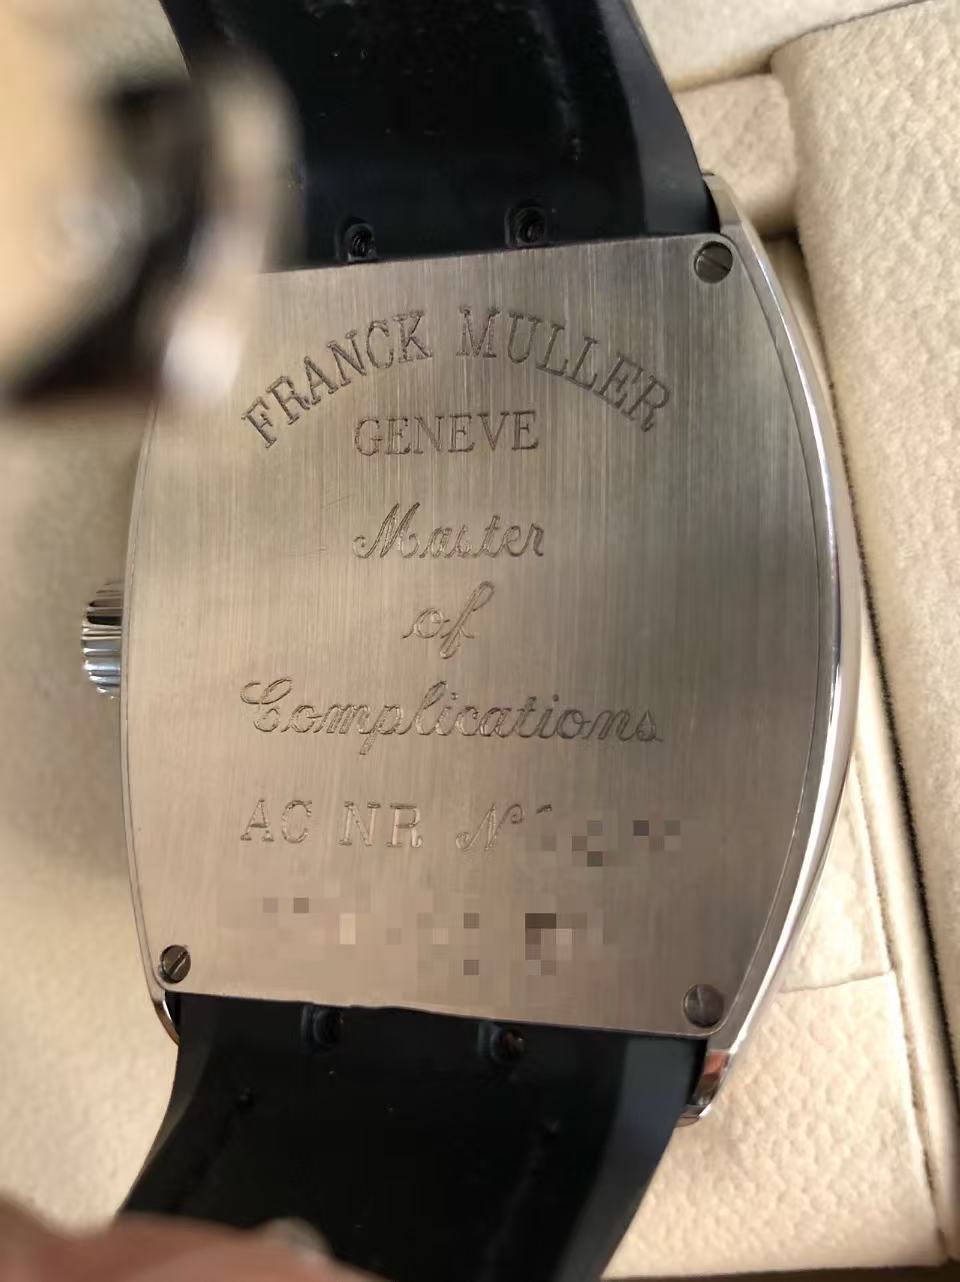 FRANCK MULLER
GENEVE
Master
of
Complications
AC NR N°